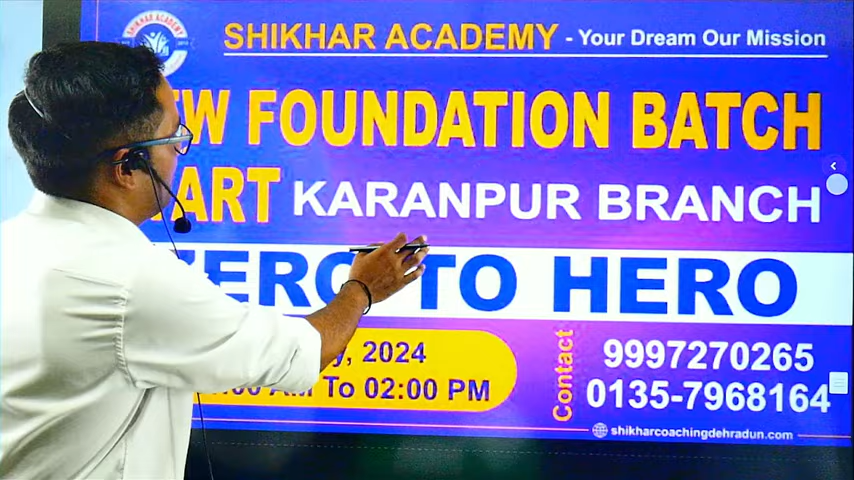 SHIKHAR ACADEMY - Your Dream Our Mission
FOUNDATION BATCH
KARANPUR BRANCH
TO HERO
2024
To 02:00 PM
Contact
9997270265
0135-7968164
shikharcoachingdehradun.com